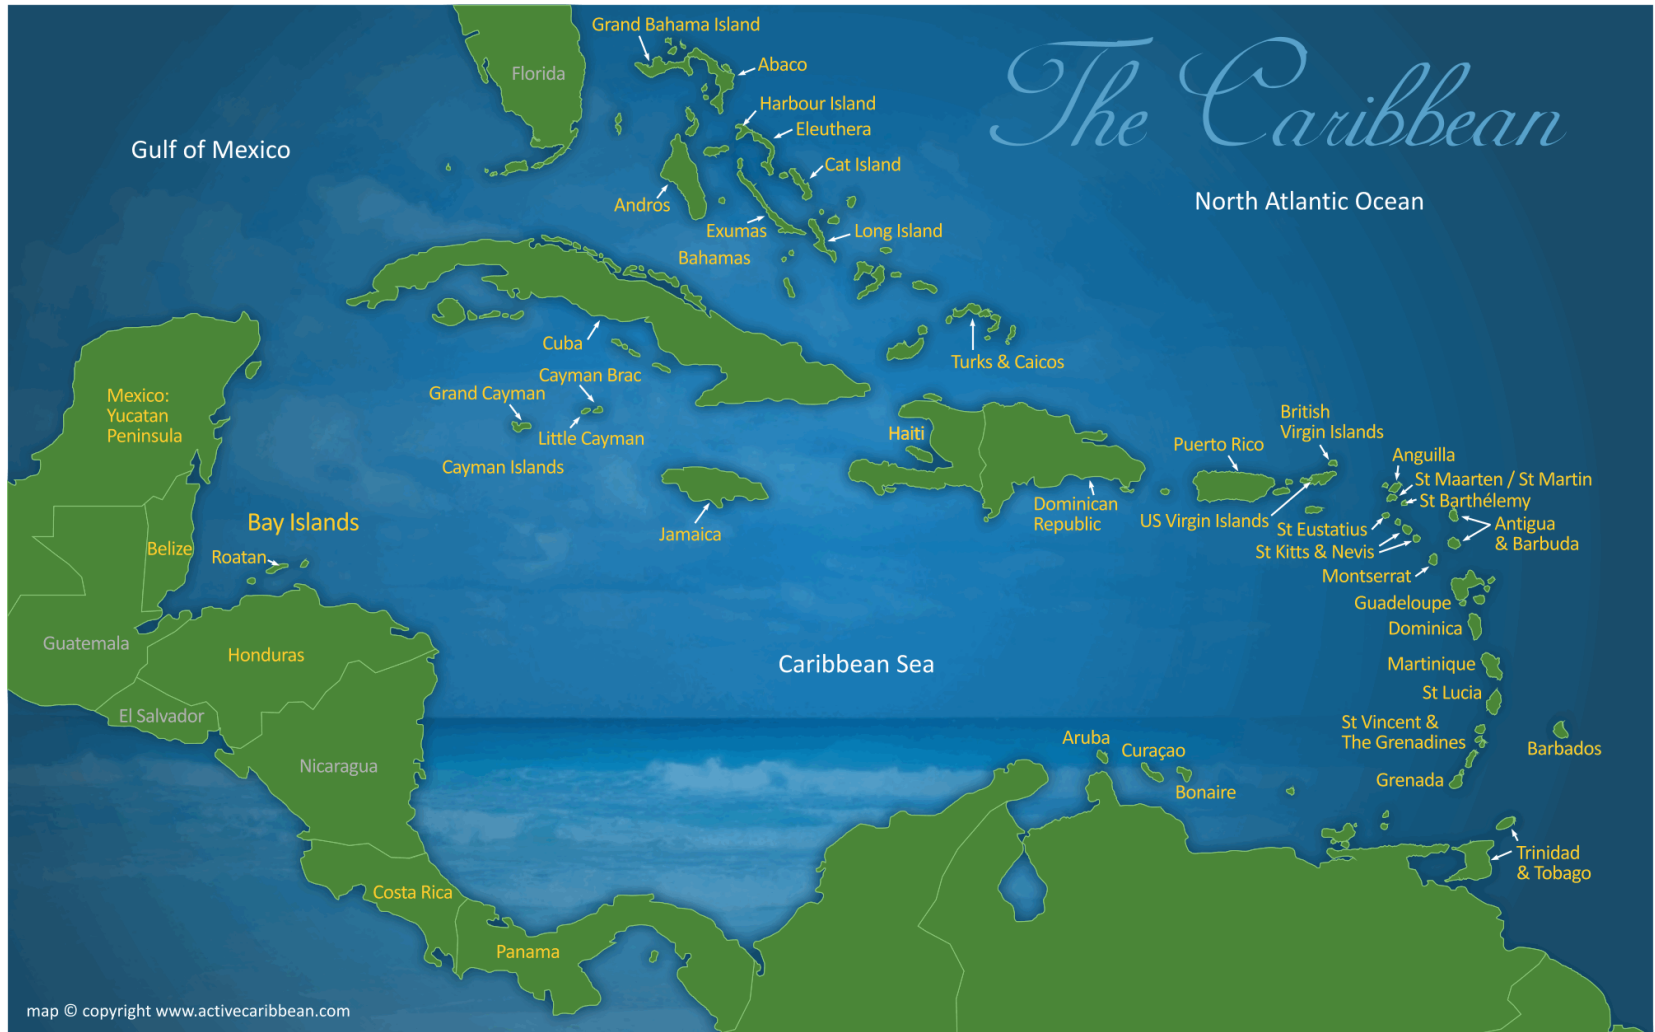 Grand Bahama Island
The Caribbean
Florida
Abaco
Harbour Island
Eleuthera
Gulf of Mexico
Cat Island
North Atlantic Ocean
Andros
Exumas
Long Island
Bahamas
Cuba
Turks & Caicos
Cayman Brac
Grand Cayman
Mexico:
Yucatan
Peninsula
Little Cayman
Cayman Islands
Haiti
British
Virgin Islands
Puerto Rico
Anguilla
St Maarten / St Martin
St Barthélemy
Dominican
Republic
US Virgin Islands
St Eustatius
St Kitts & Nevis
Antigua
& Barbuda
Jamaica
Bay Islands
Belize
Roatan
Montserrat
Guadeloupe
Dominica
Guatemala
Honduras
Caribbean Sea
Martinique
St Lucia
El Salvador
St Vincent &
The Grenadines
Barbados
Aruba
Curaçao
Bonaire
Nicaragua
Grenada
Trinidad
& Tobago
Costa Rica
Panama
map © copyright www.activecaribbean.com